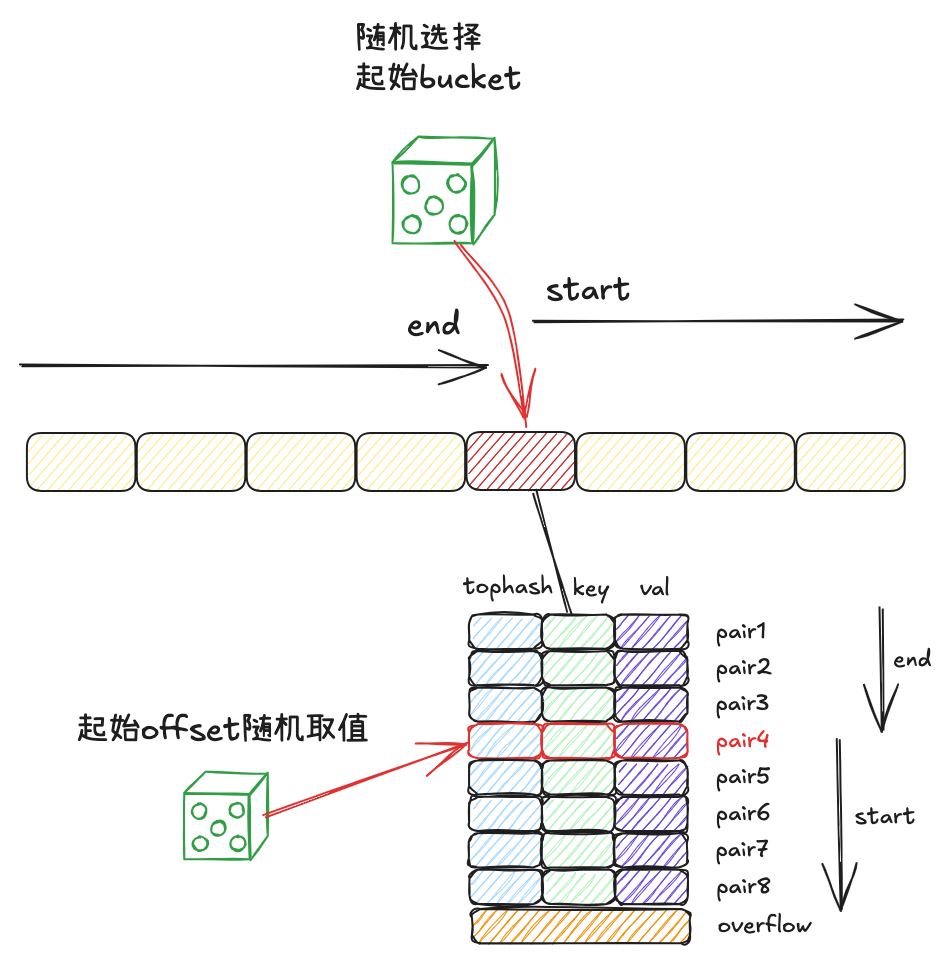 随机选择
起始bucket
start
end
tophash key val
pair1
pair2
pair3
pair4
pair5
pair6
pair7
pair8
overflow
end
start
起始offset随机取值